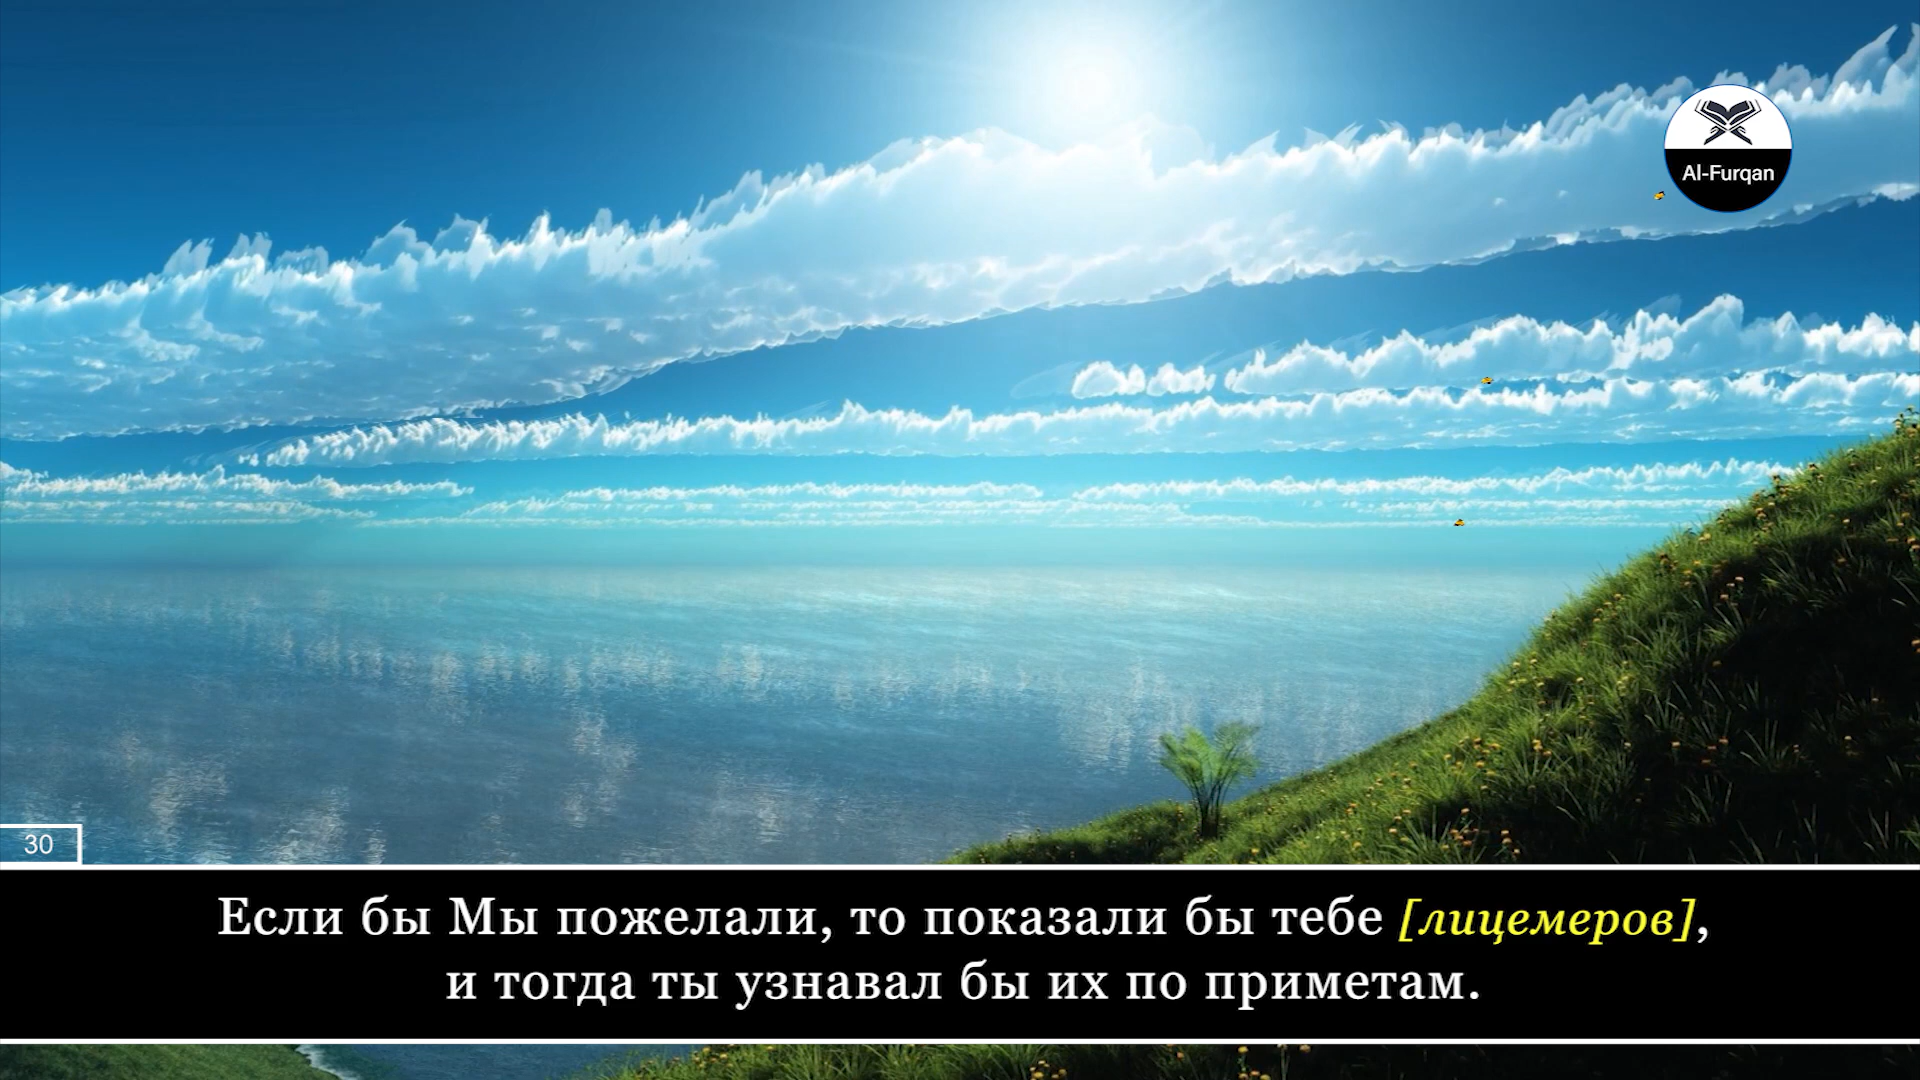 Al-Furqan
30
Если бы Мы пожелали, то показали бы тебе [лицемеров],
и тогда ты узнавал бы их по приметам.